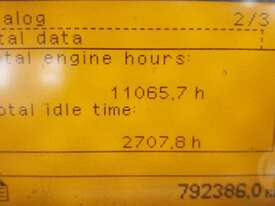 alog 2/3
tal data
tal engine hours:
11065,7 h
otal idle time:
2707,8 h
792386,0